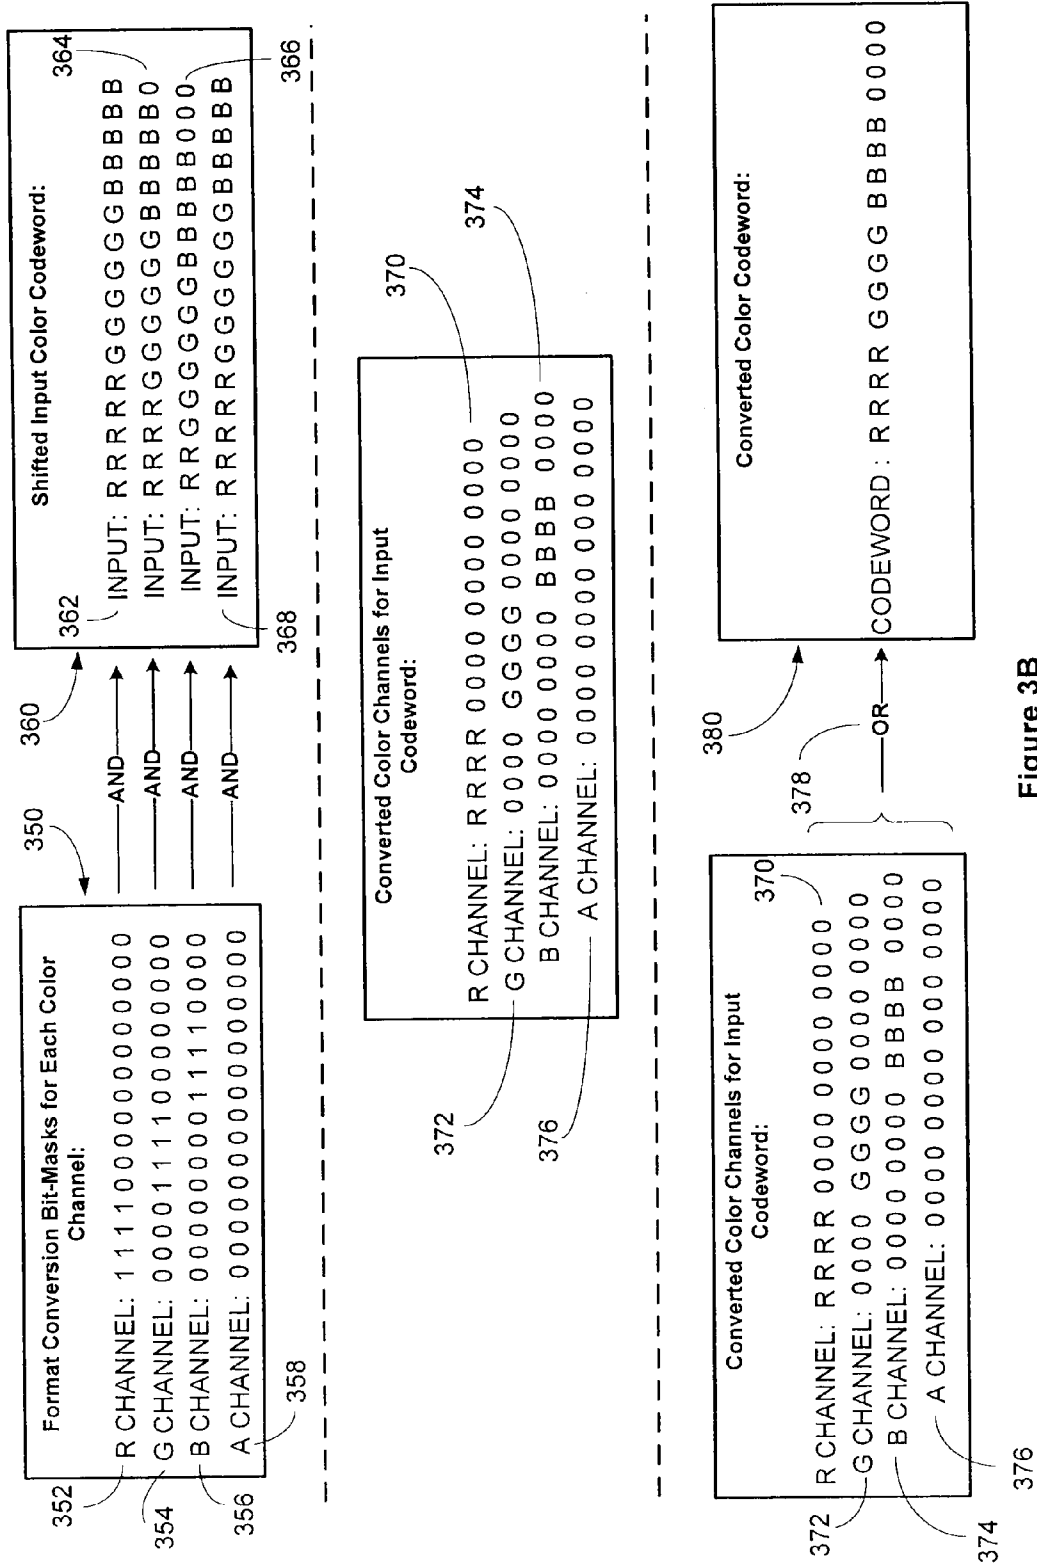 Format Conversion Bit-Masks for Each Color
Channel:
R CHANNEL: 1 1 1 1 0 0 0 0 0 0 0 0 0 0 0 0
G CHANNEL: 0 0 0 0 1 1 1 1 0 0 0 0 0 0 0 0
B CHANNEL: 0 0 0 0 0 0 0 0 1 1 1 1 0 0 0 0
A CHANNEL: 0 0 0 0 0 0 0 0 0 0 0 0 0 0 0 0
350
352
354
356
358
AND
AND
AND
AND
360
Shifted Input Color Codeword:
INPUT: R R R R R G G G G G G B B B B B
INPUT: R R R R G G G G G G B B B B B 0
INPUT: R R G G G G G G B B B B B 0 0 0
INPUT: R R R R R G G G G G G B B B B B
362
364
366
368
Converted Color Channels for Input
Codeword:
R CHANNEL: R R R R 0 0 0 0 0 0 0 0 0 0 0 0
G CHANNEL: 0 0 0 0 G G G G 0 0 0 0 0 0 0 0
B CHANNEL: 0 0 0 0 0 0 0 0 B B B B 0 0 0 0
A CHANNEL: 0 0 0 0 0 0 0 0 0 0 0 0 0 0 0 0
370
372
374
376
Converted Color Channels for Input
Codeword:
R CHANNEL: R R R R 0 0 0 0 0 0 0 0 0 0 0 0
G CHANNEL: 0 0 0 0 G G G G 0 0 0 0 0 0 0 0
B CHANNEL: 0 0 0 0 0 0 0 0 B B B B 0 0 0 0
A CHANNEL: 0 0 0 0 0 0 0 0 0 0 0 0 0 0 0 0
370
372
374
376
378
OR
380
Converted Color Codeword:
CODEWORD : R R R R G G G G B B B B 0 0 0 0
Figure 3B